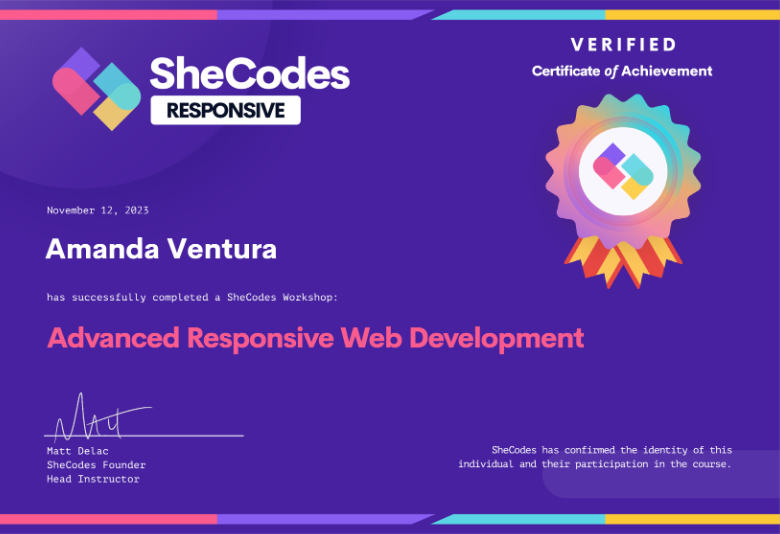 SheCodes
RESPONSIVE
VERIFIED
Certificate of Achievement
November 12, 2023
Amanda Ventura
has successfully completed a SheCodes Workshop:
Advanced Responsive Web Development
Matt Delac
SheCodes Founder
Head Instructor
SheCodes has confirmed the identity of this
individual and their participation in the course.